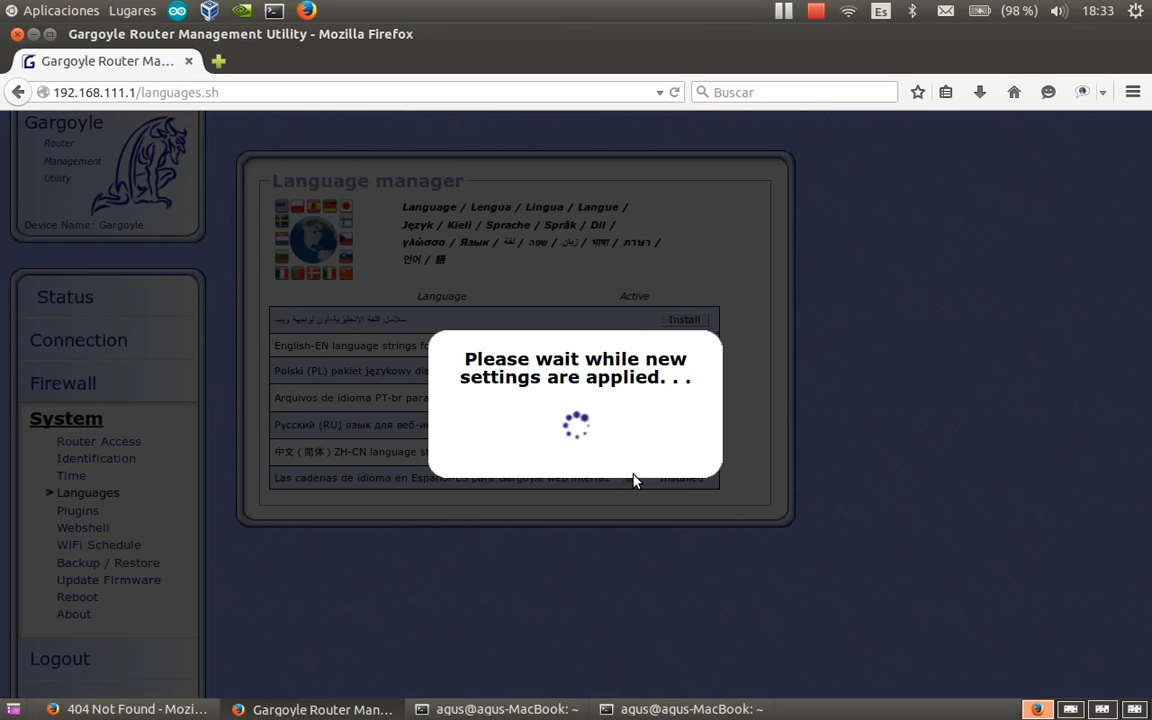 Aplicaciones Lugares Es (98 %) 18:33
Gargoyle Router Management Utility - Mozilla Firefox
Gargoyle Router Ma...
192.168.111.1/languages.sh Buscar
Gargoyle
Router
Management
Utility
Device Name: Gargoyle
Status
Connection
Firewall
System
Router Access
Identification
Time
> Languages
Plugins
Webshell
WiFi Schedule
Backup / Restore
Update Firmware
Reboot
About
Logout
Language manager
Language / Lengua / Lingua / Langue /
Język / Kieli / Sprache / Språk / Dil /
γλώσσα / Язык / لغة / שפה / زبان / भाषा / ภาษา /
언어 / 語
Language Active
سلاسل اللغة الإنجليزية-أون لواجهة ويب Install
English-EN language strings fo
Polski (PL) pakiet językowy dla
Arquivos de idioma PT-br para
Русский (RU) язык для веб-и
中文 ( 简体 ) ZH-CN language st
Las cadenas de idioma en Español-ES para Gargoyle web interfaz Installed
Please wait while new
settings are applied. . .
404 Not Found - Mozi... Gargoyle Router Man... agus@agus-MacBook: ~ agus@agus-MacBook: ~